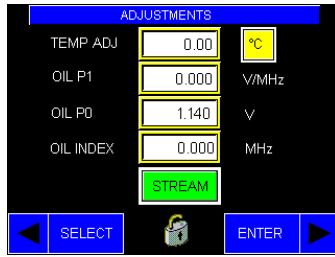 ADJUSTMENTS
TEMP ADJ 0.00 °C
OIL P1 0.000 V/MHz
OIL P0 1.140 V
OIL INDEX 0.000 MHz
STREAM
SELECT ENTER